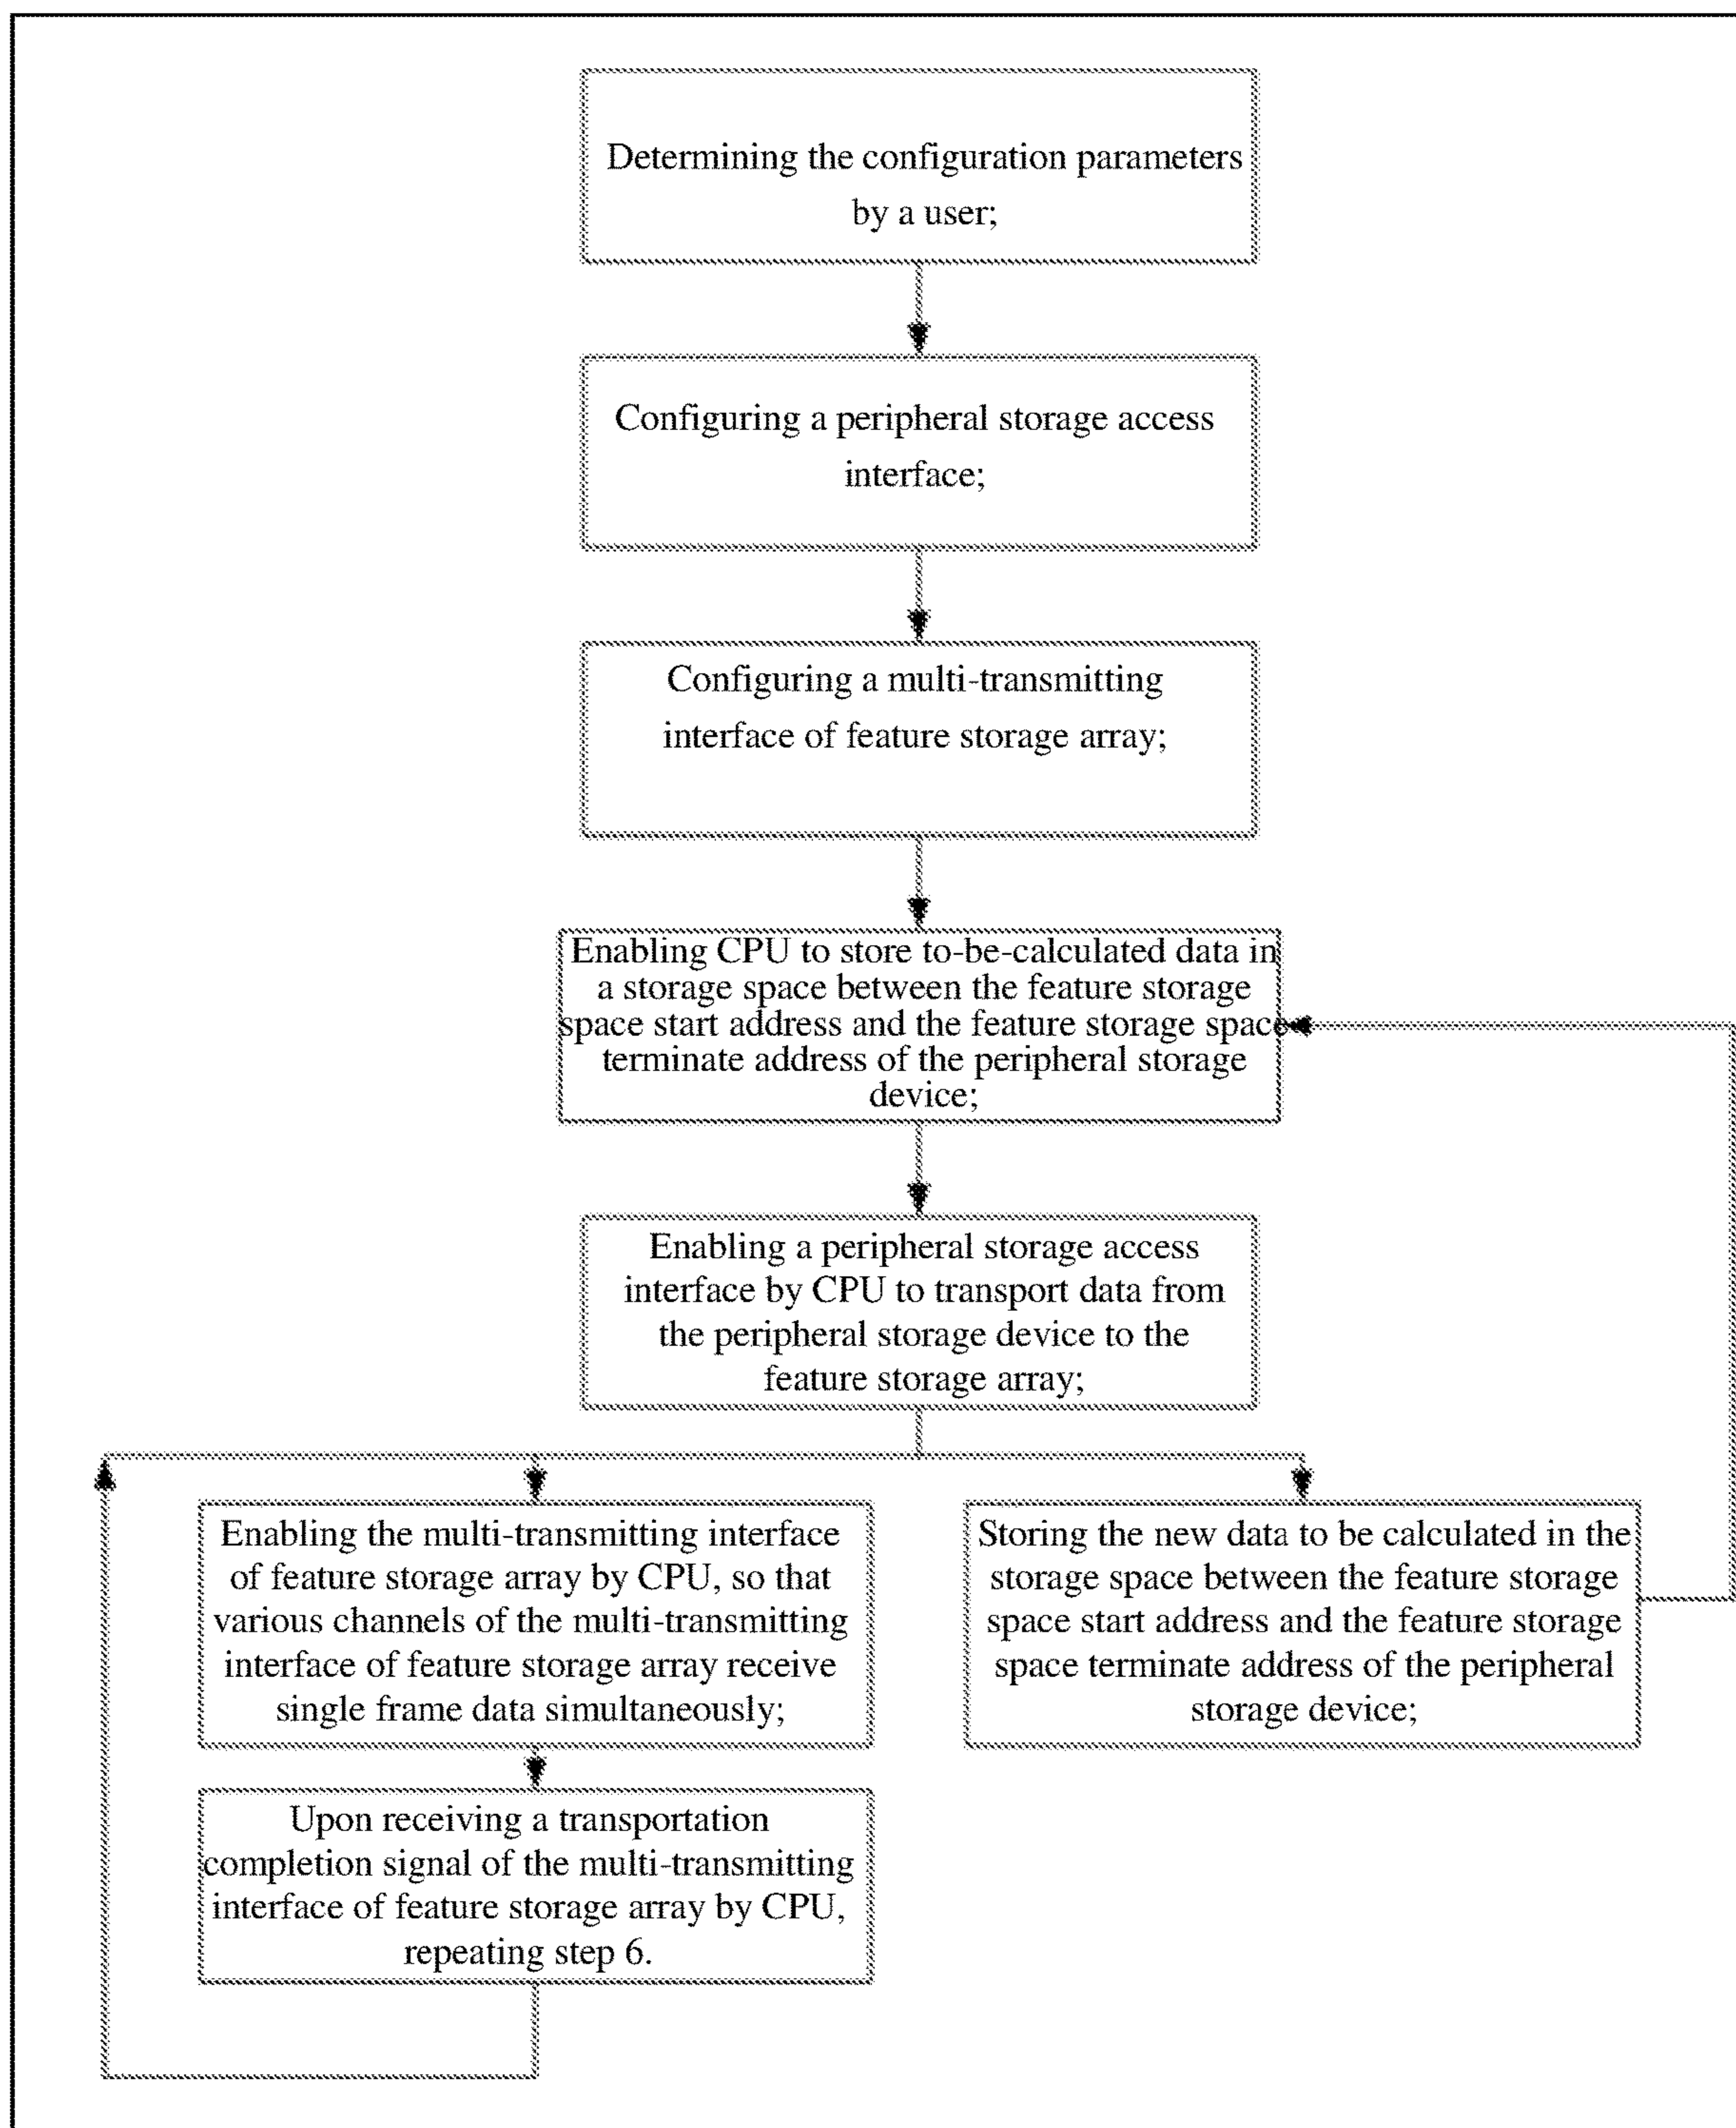 Determining the configuration parameters
by a user;
Configuring a peripheral storage access
interface;
Configuring a multi-transmitting
interface of feature storage array;
Enabling CPU to store to-be-calculated data in
a storage space between the feature storage
space start address and the feature storage space
terminate address of the peripheral storage
device;
Enabling a peripheral storage access
interface by CPU to transport data from
the peripheral storage device to the
feature storage array;
Enabling the multi-transmitting interface
of feature storage array by CPU, so that
various channels of the multi-transmitting
interface of feature storage array receive
single frame data simultaneously;
Storing the new data to be calculated in the
storage space between the feature storage
space start address and the feature storage
space terminate address of the peripheral
storage device;
Upon receiving a transportation
completion signal of the multi-transmitting
interface of feature storage array by CPU,
repeating step 6.